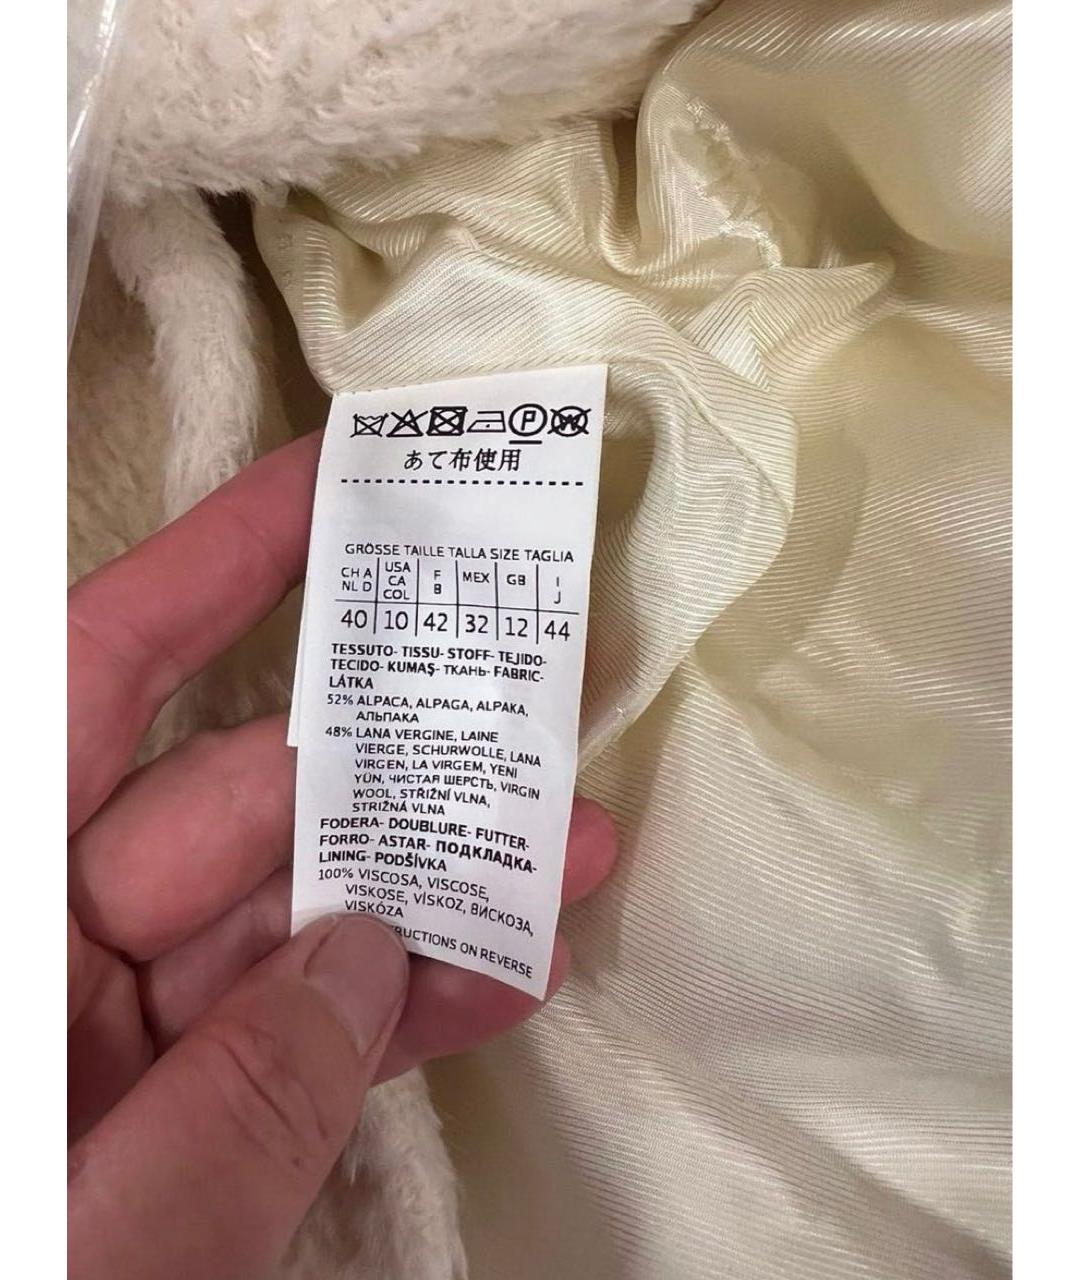 あて布使用
GRÖSSE TAILLE TALLA SIZE TAGLIA
CH A NL D USA CA COL F B MEX GB I J
40 10 42 32 12 44
TESSUTO- TISSU- STOFF- TEJIDO-
TECIDO- KUMAŞ- ТКАНЬ- FABRIC-
LÁTKA
52% ALPACA, ALPAGA, ALPAKA,
АЛЬПАКА
48% LANA VERGINE, LAINE
VIERGE, SCHURWOLLE, LANA
VIRGEN, LA VIRGEM, YENI
YÜN, ЧИСТАЯ ШЕРСТЬ, VIRGIN
WOOL, STŘIŽNÍ VLNA,
STRIŽNÁ VLNA
FODERA- DOUBLURE- FUTTER-
FORRO- ASTAR- ПОДКЛАДКА-
LINING- PODŠÍVKA
100% VISCOSA, VISCOSE,
VISKOSE, VİSKOZ, ВИСКОЗА,
VISKÓZA
RUCTIONS ON REVERSE